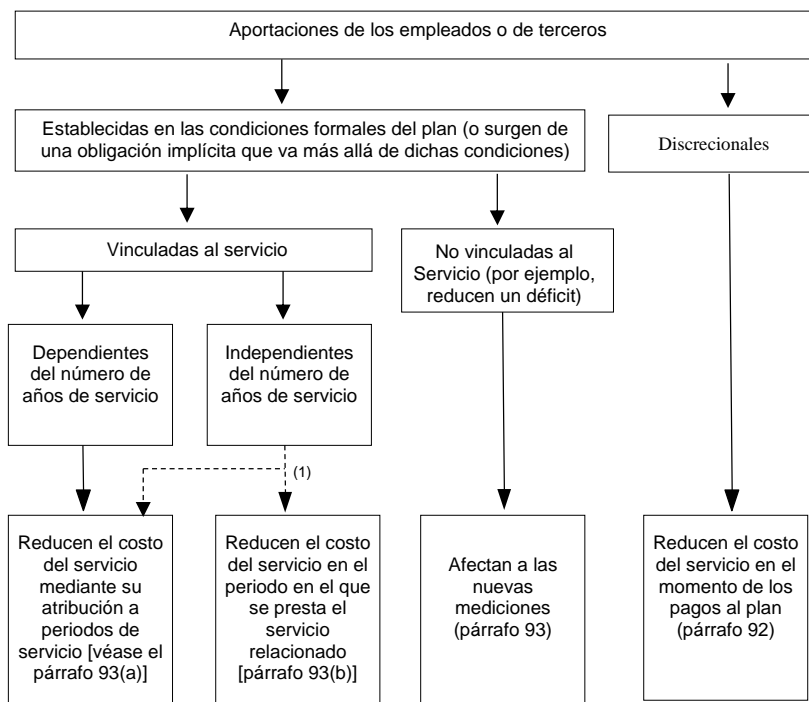 Aportaciones de los empleados o de terceros
Establecidas en las condiciones formales del plan (o surgen de
una obligación implícita que va más allá de dichas condiciones)
Discrecionales
Vinculadas al servicio
No vinculadas al
Servicio (por ejemplo,
reducen un déficit)
Dependientes
del número de
años de servicio
Independientes
del número de
años de servicio
(1)
Reducen el costo
del servicio
mediante su
atribución a
periodos de
servicio [véase el
párrafo 93(a)]
Reducen el costo
del servicio en el
periodo en el que
se presta el
servicio
relacionado
[párrafo 93(b)]
Afectan a las
nuevas
mediciones
(párrafo 93)
Reducen el costo
del servicio en el
momento de los
pagos al plan
(párrafo 92)